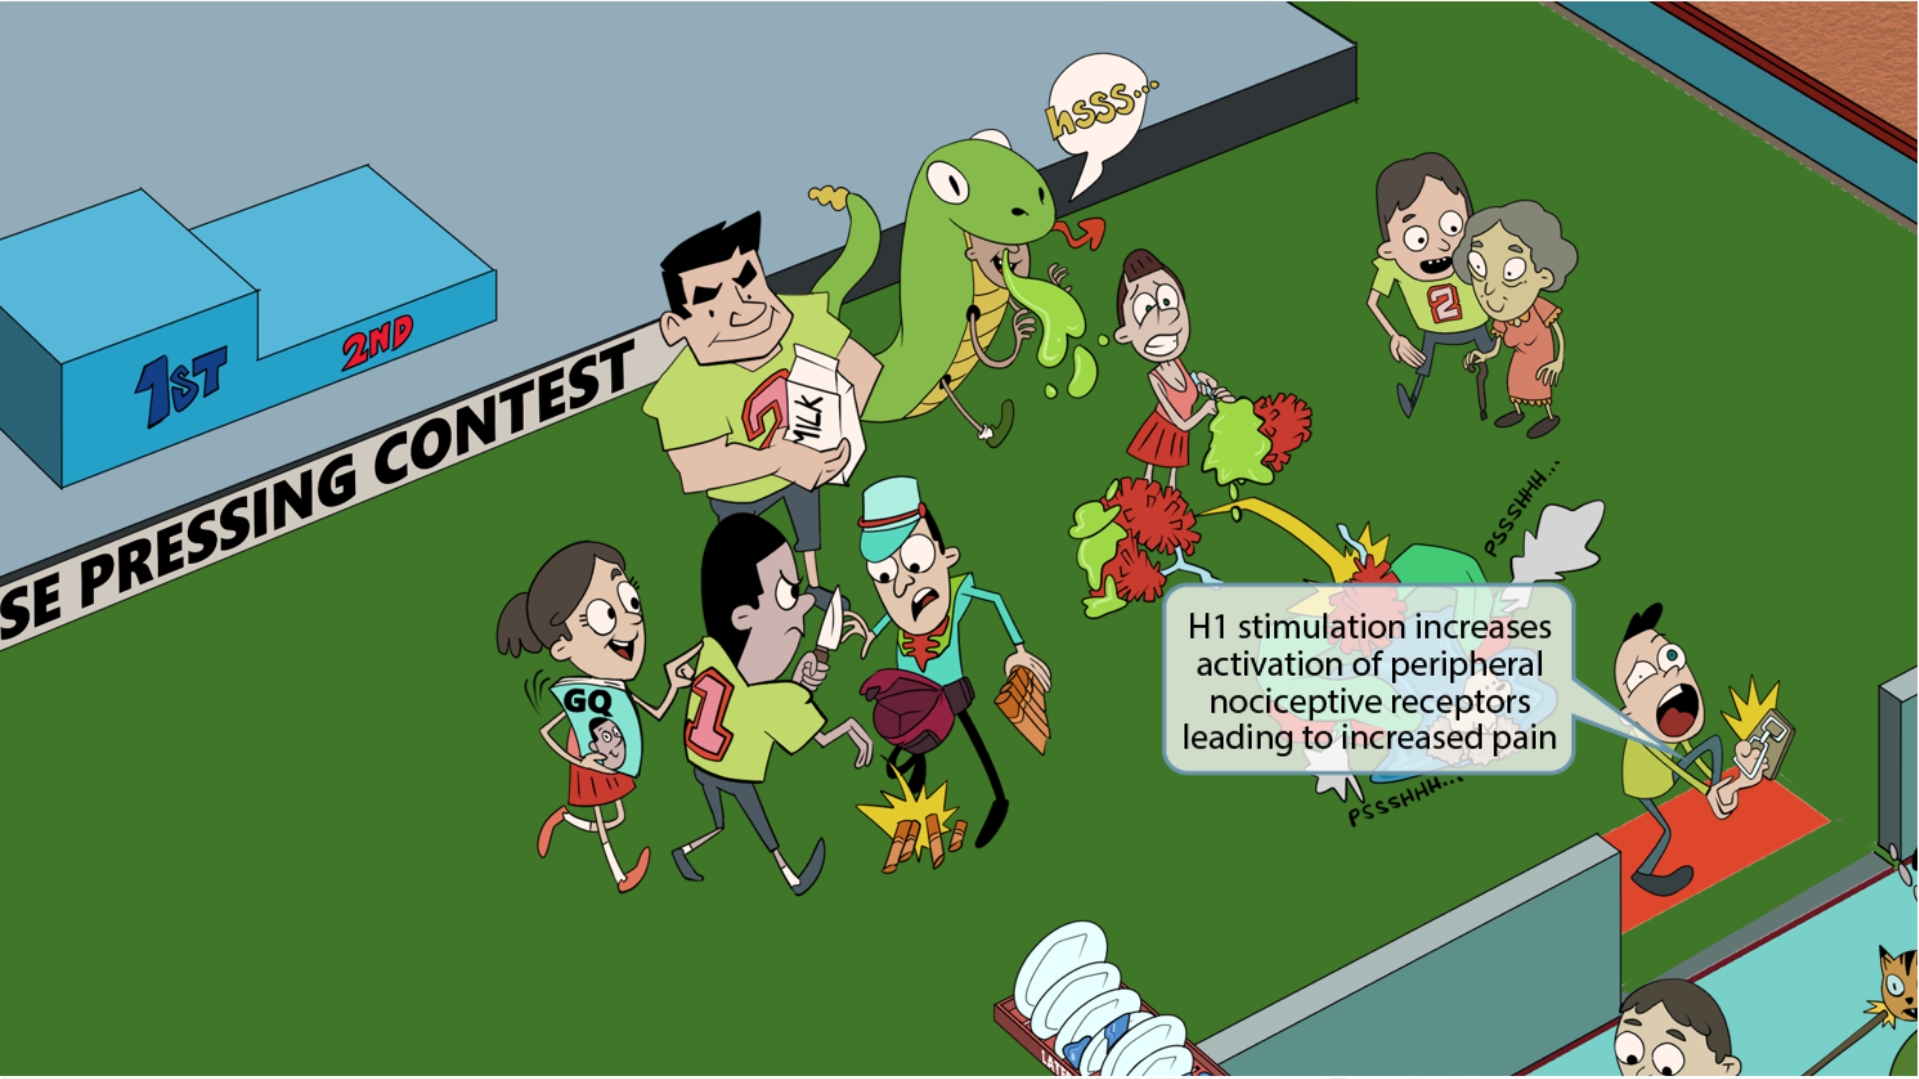 hsss...
1ST
2ND
SE PRESSING CONTEST
2
MILK
2
PSSSHHH...
GQ
1
H1 stimulation increases
activation of peripheral
nociceptive receptors
leading to increased pain
PSSSHHH...